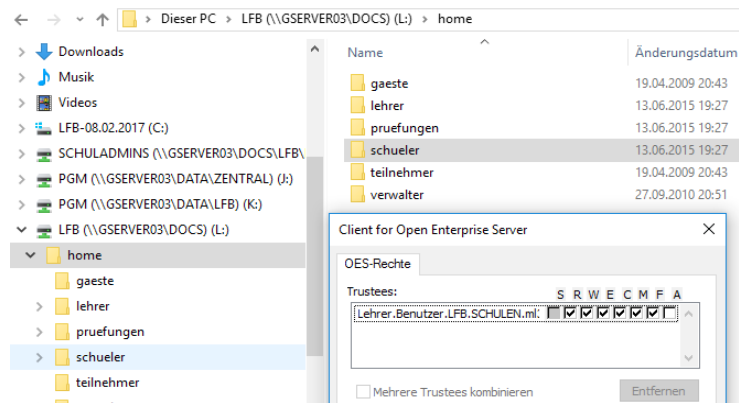 Dieser PC > LFB (\\GSERVER03\DOCS) (L:) > home
Downloads
Musik
Videos
LFB-08.02.2017 (C:)
SCHULADMINS (\\GSERVER03\DOCS\LFB\
PGM (\\GSERVER03\DATA\ZENTRAL) (J:)
PGM (\\GSERVER03\DATA\LFB) (K:)
LFB (\\GSERVER03\DOCS) (L:)
home
gaeste
lehrer
pruefungen
schueler
teilnehmer
Name Änderungsdatum
gaeste 19.04.2009 20:43
lehrer 13.06.2015 19:27
pruefungen 13.06.2015 19:27
schueler 13.06.2015 19:27
teilnehmer 19.04.2009 20:43
verwalter 27.09.2010 20:51
Client for Open Enterprise Server
OES-Rechte
Trustees: S R W E C M F A
Lehrer.Benutzer.LFB.SCHULEN.ml
Mehrere Trustees kombinieren Entfernen